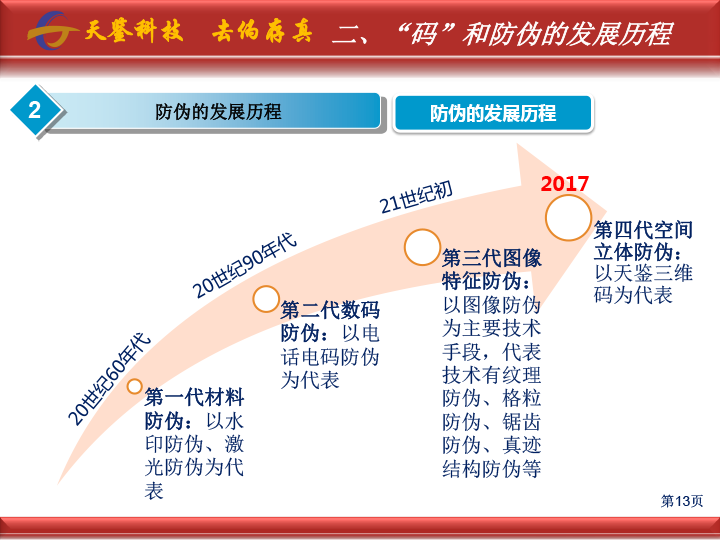 天鉴科技 去伪存真 二、“码”和防伪的发展历程
2 防伪的发展历程
防伪的发展历程
20世纪60年代
第一代材料
防伪：以水
印防伪、激
光防伪为代
表
20世纪90年代
第二代数码
防伪：以电
话电码防伪
为代表
21世纪初
第三代图像
特征防伪：
以图像防伪
为主要技术
手段，代表
技术有纹理
防伪、格粒
防伪、锯齿
防伪、真迹
结构防伪等
2017
第四代空间
立体防伪：
以天鉴三维
码为代表
第13页